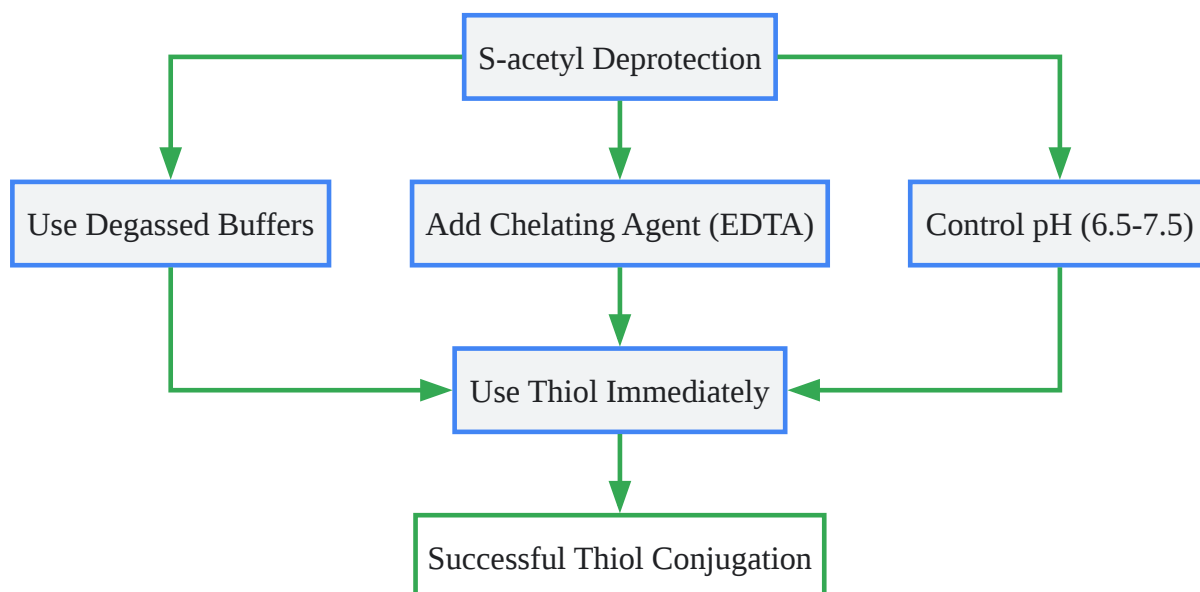 S-acetyl Deprotection
Use Degassed Buffers
Add Chelating Agent (EDTA)
Control pH (6.5-7.5)
Use Thiol Immediately
Successful Thiol Conjugation